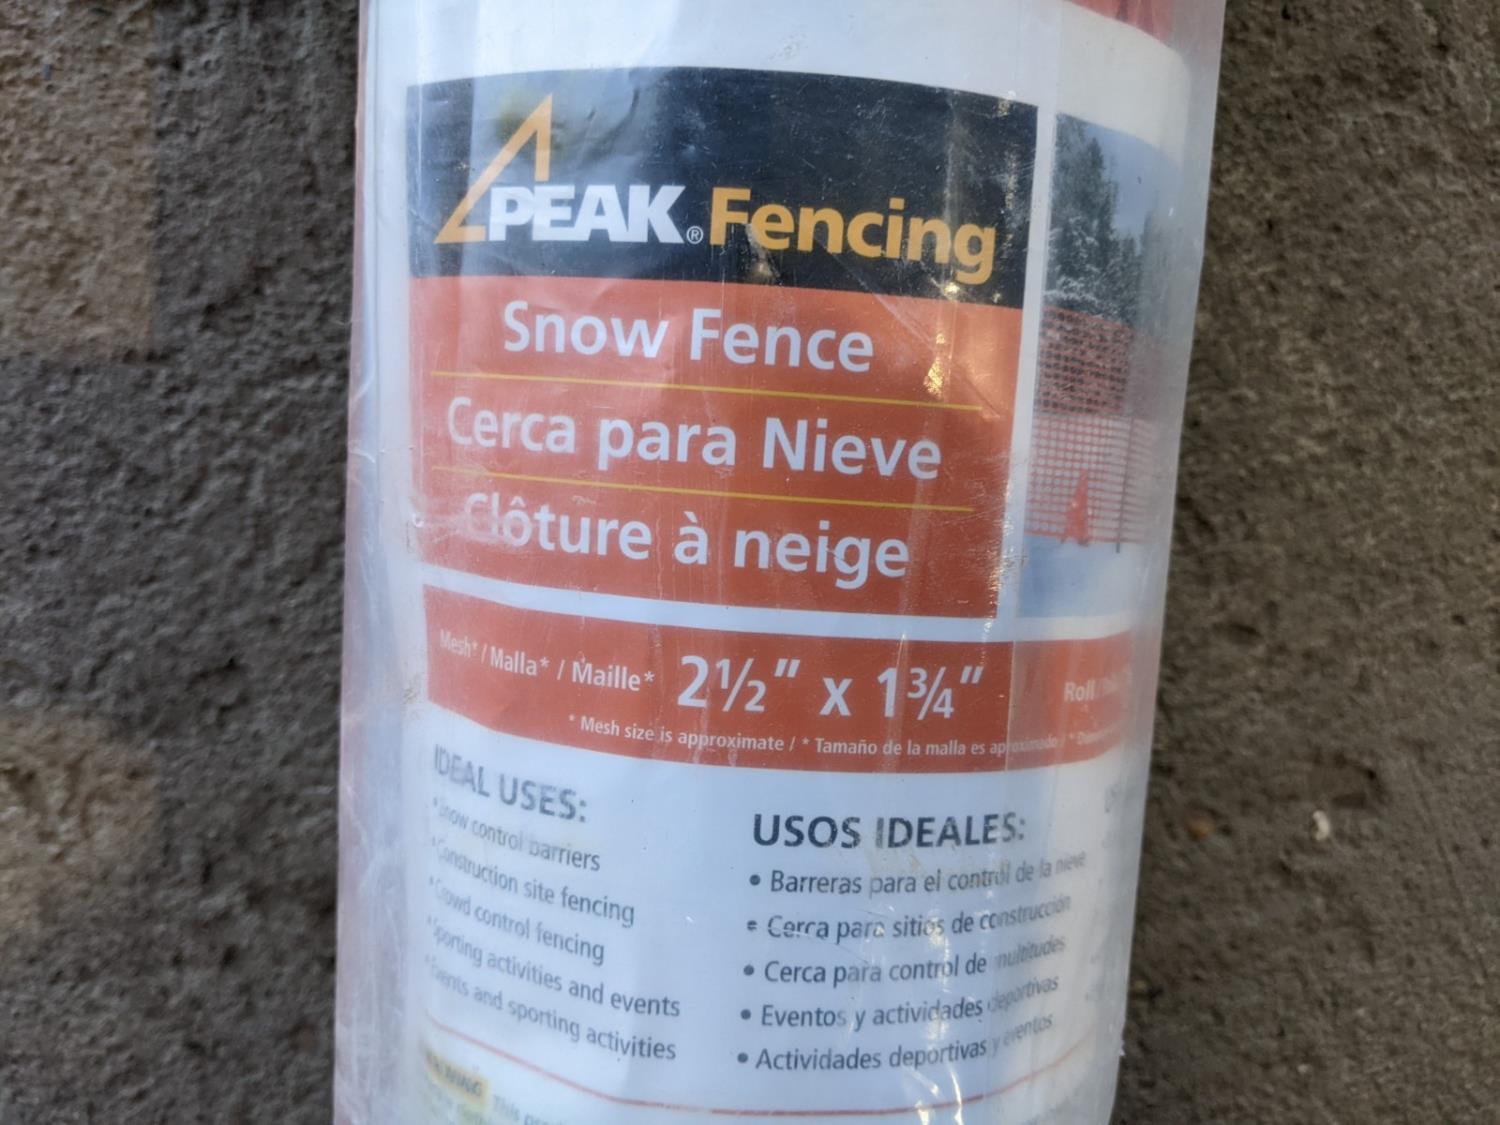 PEAK® Fencing
Snow Fence
Cerca para Nieve
Clôture à neige
Mesh* / Malla* / Maille* 2½" x 1¾"
Roll
* Mesh size is approximate / * Tamaño de la malla es aproximado / *
IDEAL USES:
• Snow control barriers
• Construction site fencing
• Crowd control fencing
• Sporting activities and events
• Events and sporting activities
USOS IDEALES:
• Barreras para el control de la nieve
• Cerca para sitios de construcción
• Cerca para control de multitudes
• Eventos y actividades deportivas
• Actividades deportivas y eventos
WARNING This